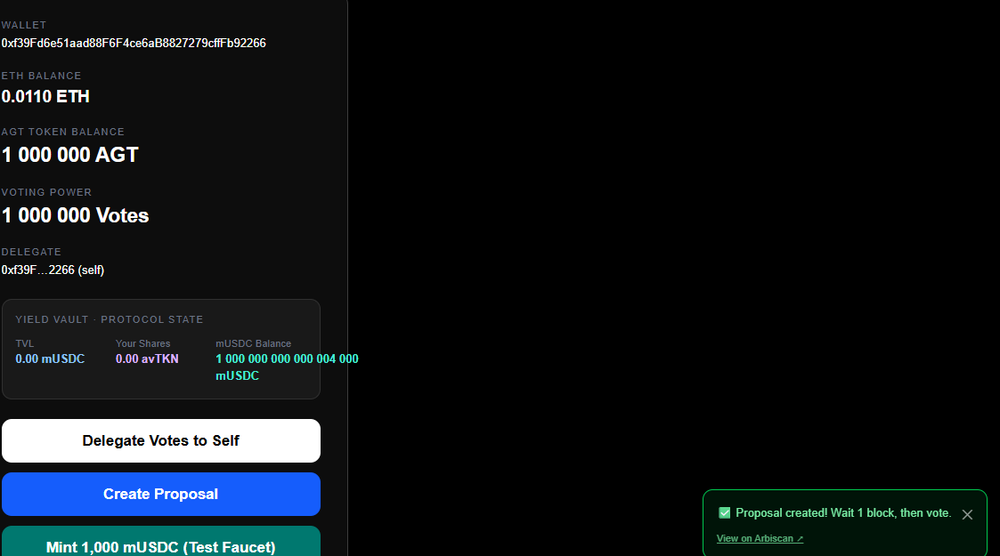 WALLET
0xf39Fd6e51aad88F6F4ce6aB8827279cffFb92266
ETH BALANCE
0.0110 ETH
AGT TOKEN BALANCE
1 000 000 AGT
VOTING POWER
1 000 000 Votes
DELEGATE
0xf39F...2266 (self)
YIELD VAULT · PROTOCOL STATE
TVL
0.00 mUSDC
Your Shares
0.00 avTKN
mUSDC Balance
1 000 000 000 000 004 000
mUSDC
Delegate Votes to Self
Create Proposal
Mint 1,000 mUSDC (Test Faucet)
✅ Proposal created! Wait 1 block, then vote.
View on Arbiscan ↗